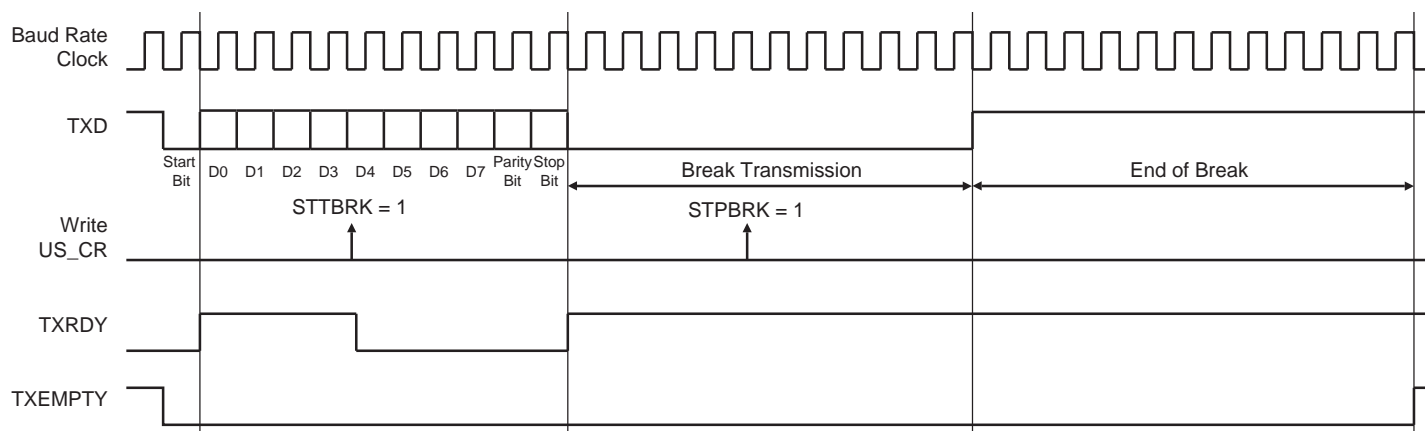 Baud Rate
Clock
TXD
Start
Bit
D0
D1
D2
D3
D4
D5
D6
D7
Parity
Bit
Stop
Bit
Break Transmission
End of Break
STTBRK = 1
STPBRK = 1
Write
US_CR
TXRDY
TXEMPTY